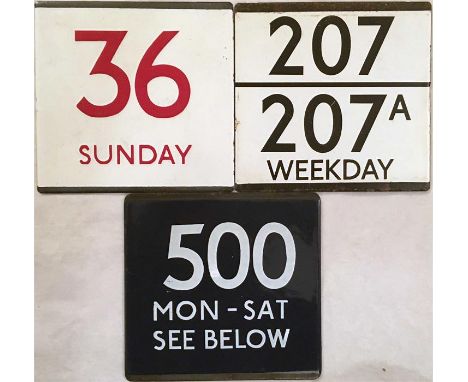 36
SUNDAY
207
207A
WEEKDAY
500
MON - SAT
SEE BELOW